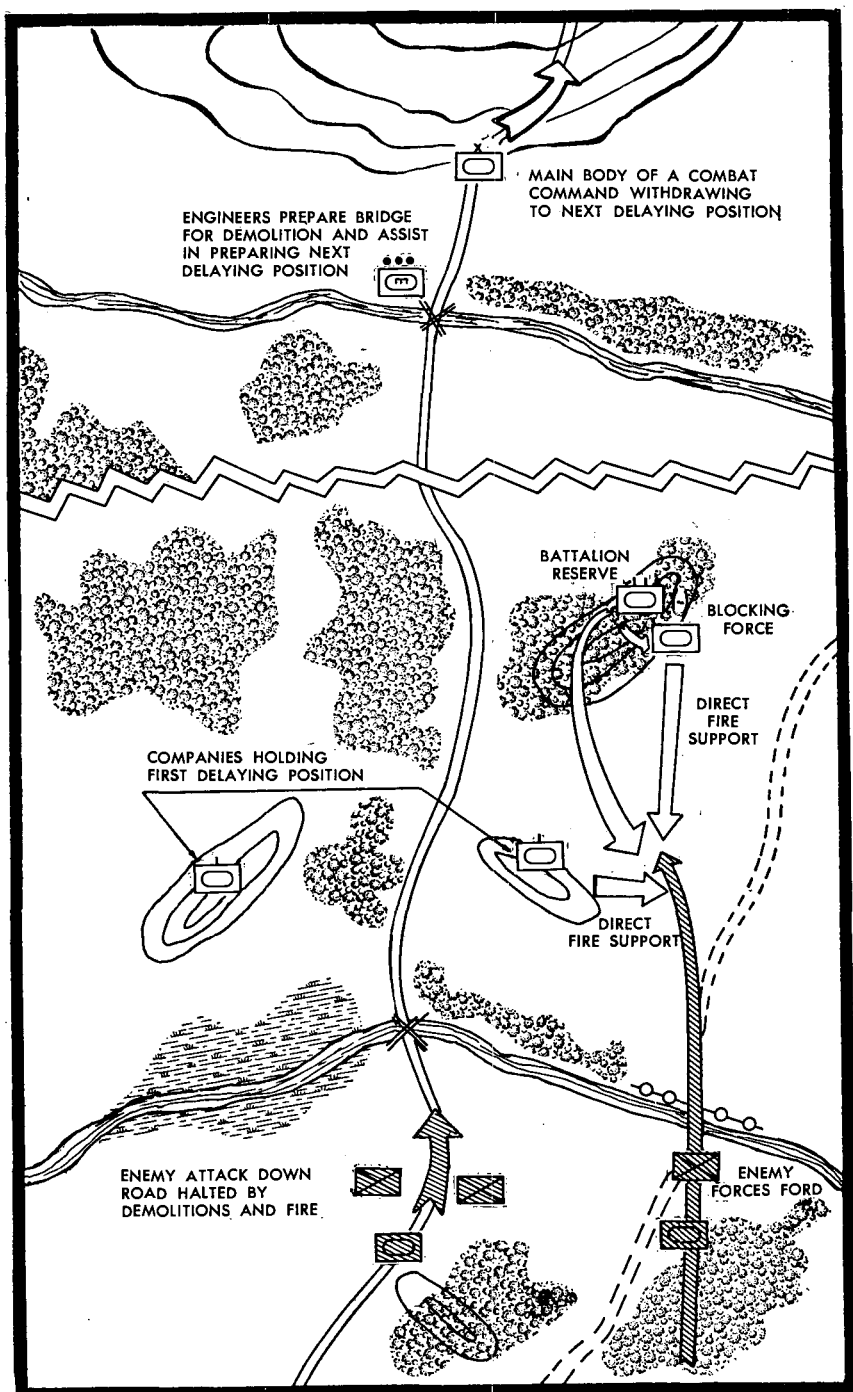 MAIN BODY OF A COMBAT
COMMAND WITHDRAWING
TO NEXT DELAYING POSITION
ENGINEERS PREPARE BRIDGE
FOR DEMOLITION AND ASSIST
IN PREPARING NEXT
DELAYING POSITION
E
BATTALION
RESERVE
BLOCKING
FORCE
DIRECT
FIRE
SUPPORT
COMPANIES HOLDING
FIRST DELAYING POSITION
DIRECT
FIRE SUPPORT
ENEMY ATTACK DOWN
ROAD HALTED BY
DEMOLITIONS AND FIRE
ENEMY
FORCES FORD